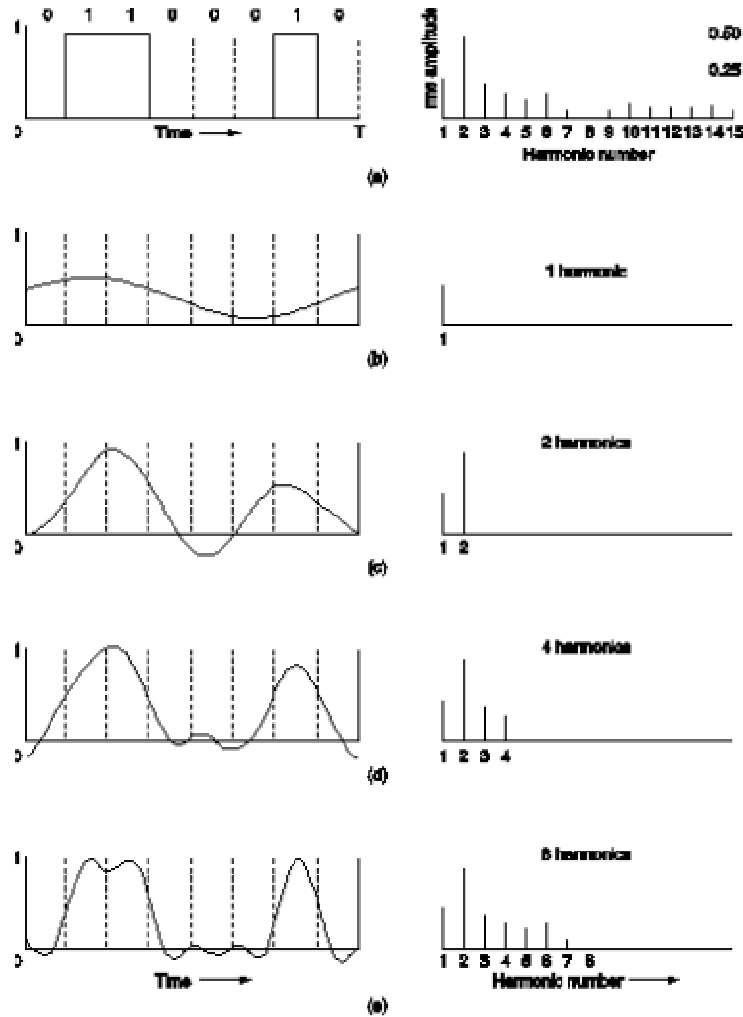 0 1 1 0 0 0 1 0
1
0
Time
T
rms amplitude
0.50
0.25
1 2 3 4 5 6 7 8 9 10 11 12 13 14 15
Harmonic number
(a)
1
0
1 harmonic
1
(b)
1
0
2 harmonics
1 2
(c)
1
0
4 harmonics
1 2 3 4
(d)
1
0
Time
8 harmonics
1 2 3 4 5 6 7 8
Harmonic number
(e)